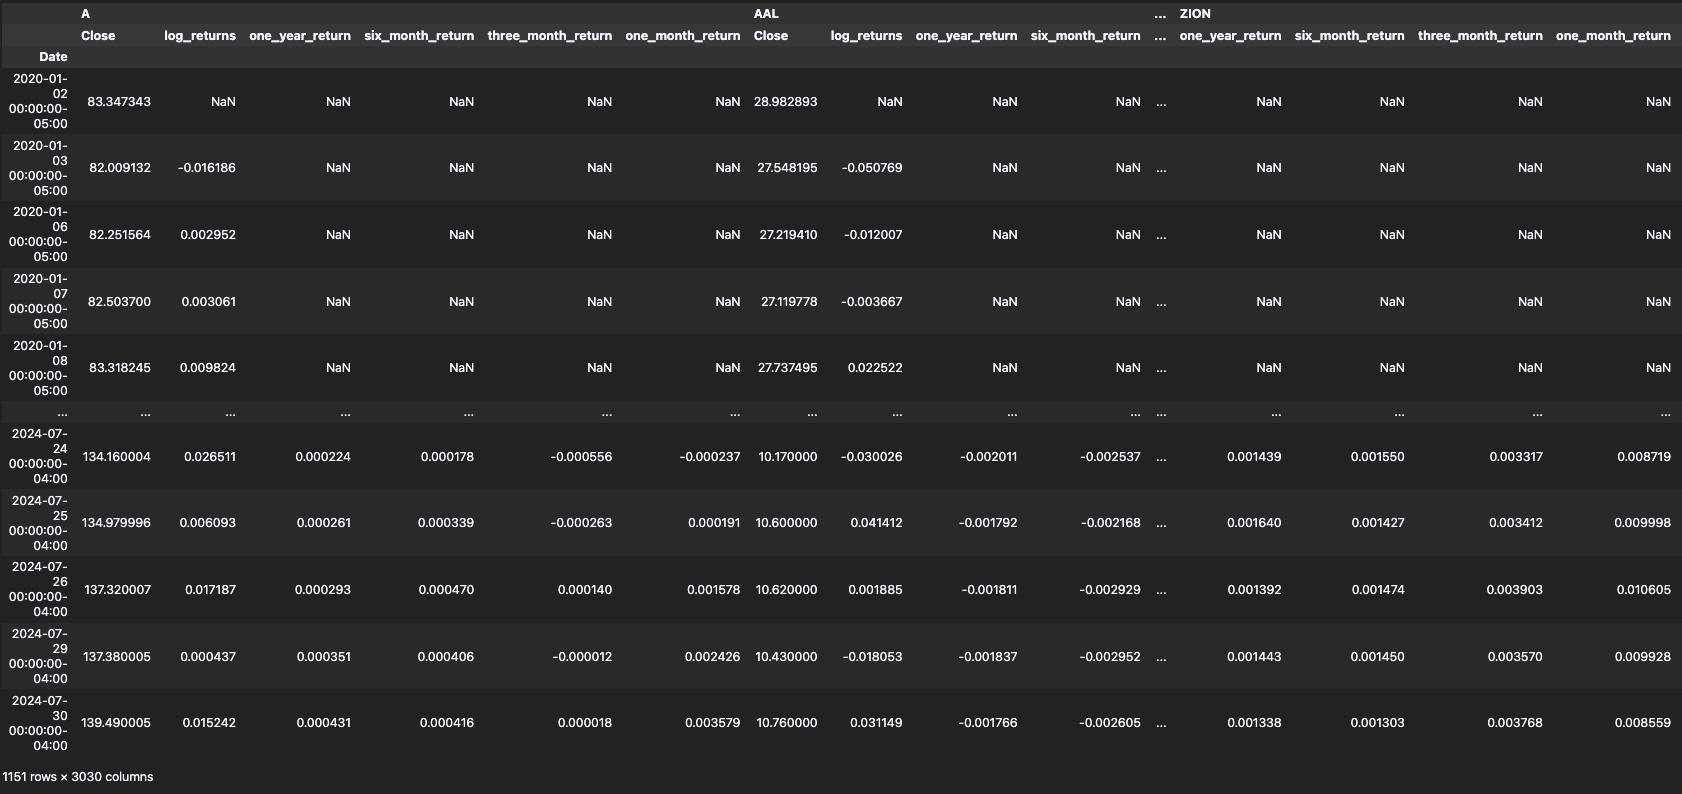 A AAL ... ZION
Close log_returns one_year_return six_month_return three_month_return one_month_return Close log_returns one_year_return six_month_return ... one_year_return six_month_return three_month_return one_month_return
Date
2020-01-
02
00:00:00-
05:00 83.347343 NaN NaN NaN NaN NaN 28.982893 NaN NaN NaN ... NaN NaN NaN NaN
2020-01-
03
00:00:00-
05:00 82.009132 -0.016186 NaN NaN NaN NaN 27.548195 -0.050769 NaN NaN ... NaN NaN NaN NaN
2020-01-
06
00:00:00-
05:00 82.251564 0.002952 NaN NaN NaN NaN 27.219410 -0.012007 NaN NaN ... NaN NaN NaN NaN
2020-01-
07
00:00:00-
05:00 82.503700 0.003061 NaN NaN NaN NaN 27.119778 -0.003667 NaN NaN ... NaN NaN NaN NaN
2020-01-
08
00:00:00-
05:00 83.318245 0.009824 NaN NaN NaN NaN 27.737495 0.022522 NaN NaN ... NaN NaN NaN NaN
... ... ... ... ... ... ... ... ... ... ... ... ... ... ... ...
2024-07-
24
00:00:00-
04:00 134.160004 0.026511 0.000224 0.000178 -0.000556 -0.000237 10.170000 -0.030026 -0.002011 -0.002537 ... 0.001439 0.001550 0.003317 0.008719
2024-07-
25
00:00:00-
04:00 134.979996 0.006093 0.000261 0.000339 -0.000263 0.000191 10.600000 0.041412 -0.001792 -0.002168 ... 0.001640 0.001427 0.003412 0.009998
2024-07-
26
00:00:00-
04:00 137.320007 0.017187 0.000293 0.000470 0.000140 0.001578 10.620000 0.001885 -0.001811 -0.002929 ... 0.001392 0.001474 0.003903 0.010605
2024-07-
29
00:00:00-
04:00 137.380005 0.000437 0.000351 0.000406 -0.000012 0.002426 10.430000 -0.018053 -0.001837 -0.002952 ... 0.001443 0.001450 0.003570 0.009928
2024-07-
30
00:00:00-
04:00 139.490005 0.015242 0.000431 0.000416 0.000018 0.003579 10.760000 0.031149 -0.001766 -0.002605 ... 0.001338 0.001303 0.003768 0.008559
1151 rows × 3030 columns